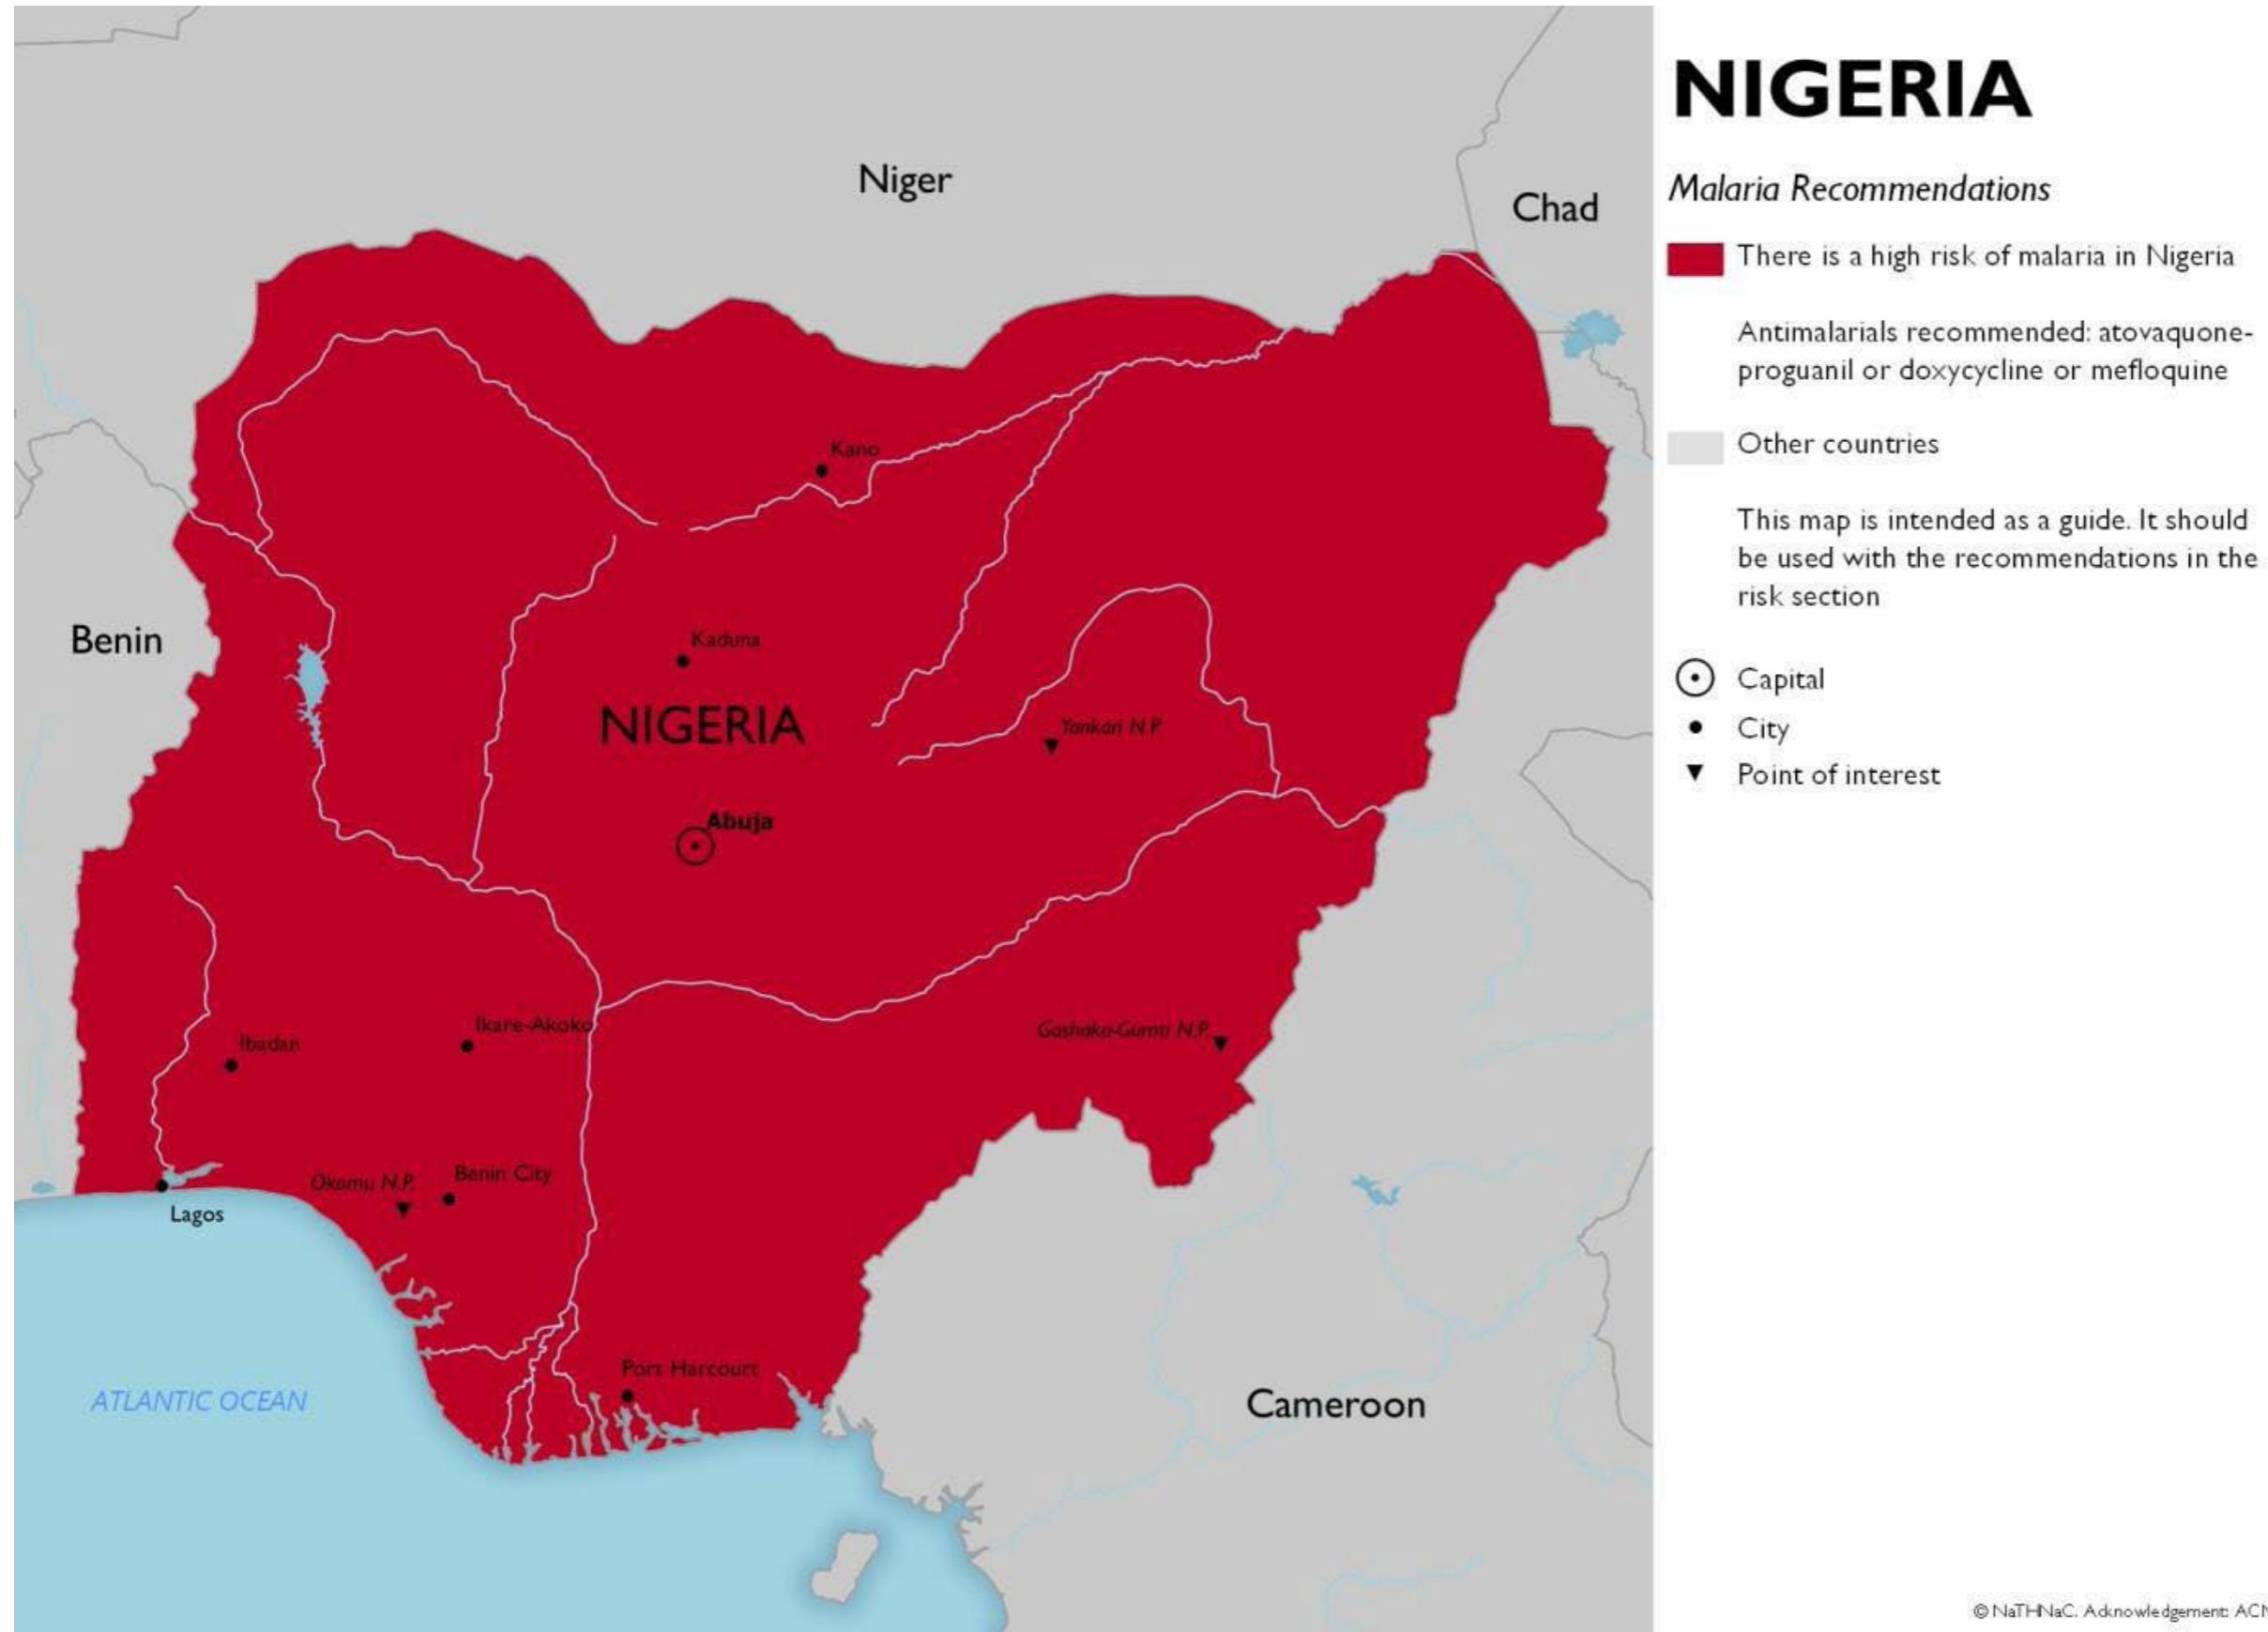 NIGERIA
Malaria Recommendations
There is a high risk of malaria in Nigeria
Antimalarials recommended: atovaquone-
proguanil or doxycycline or mefloquine
Other countries
This map is intended as a guide. It should
be used with the recommendations in the
risk section
Capital
City
Point of interest
Niger
Chad
Kano
Benin
Kaduna
NIGERIA
Yankari N.P.
Abuja
Ikare-Akoko
Ibadan
Gashaka-Gumti N.P.
Okomu N.P.
Benin City
Lagos
Port Harcourt
ATLANTIC OCEAN
Cameroon
© NaTHNaC. Acknowledgement: